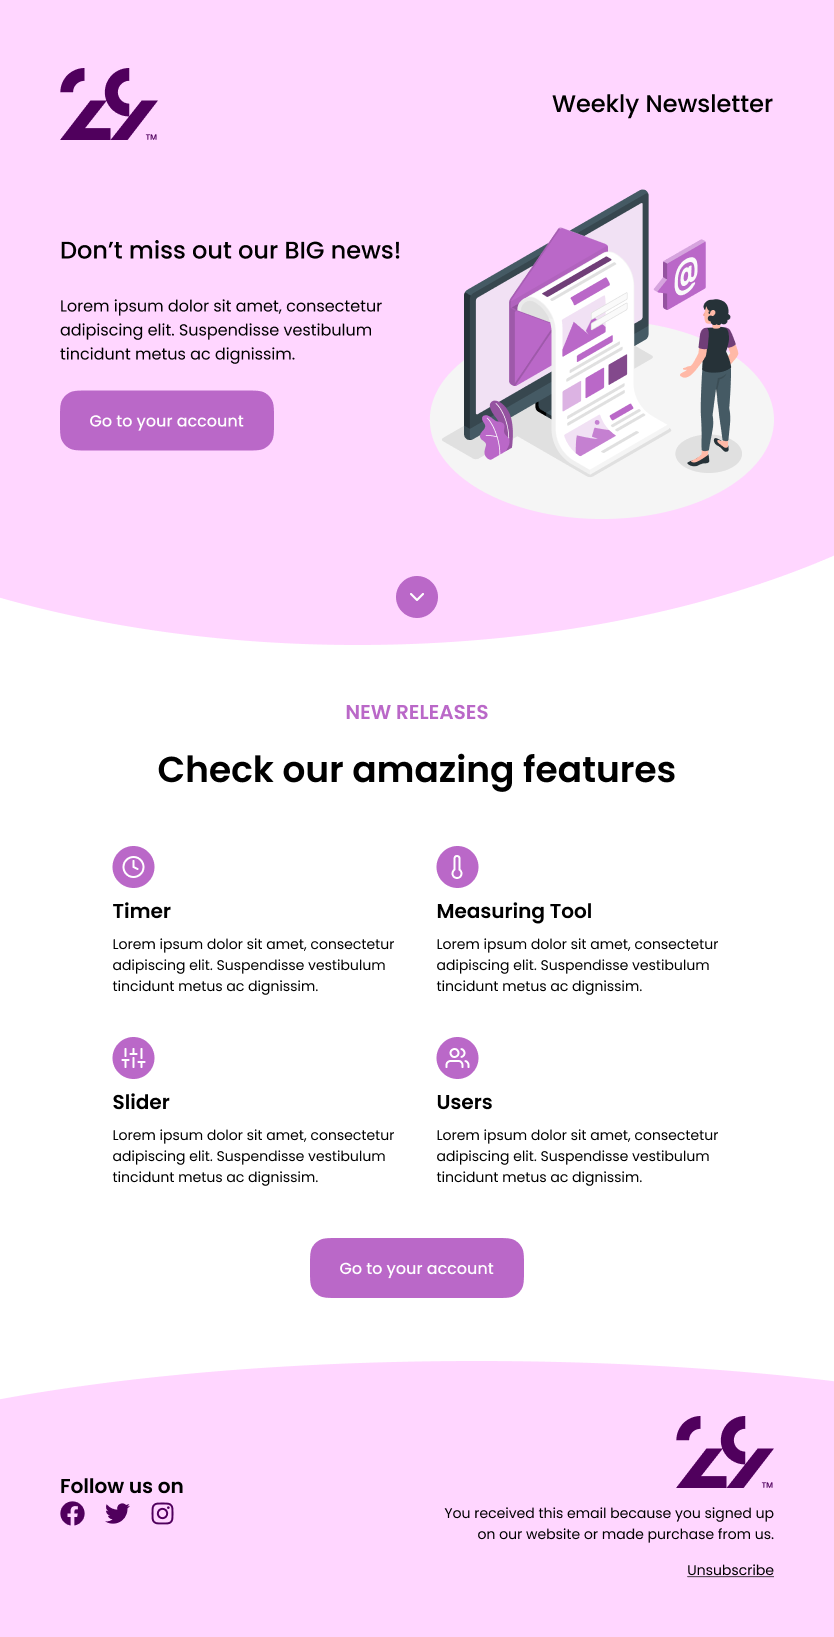 29
TM
Weekly Newsletter
Don’t miss out our BIG news!
Lorem ipsum dolor sit amet, consectetur
adipiscing elit. Suspendisse vestibulum
tincidunt metus ac dignissim.
Go to your account
@
NEW RELEASES
Check our amazing features
Timer
Lorem ipsum dolor sit amet, consectetur
adipiscing elit. Suspendisse vestibulum
tincidunt metus ac dignissim.
Measuring Tool
Lorem ipsum dolor sit amet, consectetur
adipiscing elit. Suspendisse vestibulum
tincidunt metus ac dignissim.
Slider
Lorem ipsum dolor sit amet, consectetur
adipiscing elit. Suspendisse vestibulum
tincidunt metus ac dignissim.
Users
Lorem ipsum dolor sit amet, consectetur
adipiscing elit. Suspendisse vestibulum
tincidunt metus ac dignissim.
Go to your account
Follow us on
29
TM
You received this email because you signed up
on our website or made purchase from us.
Unsubscribe